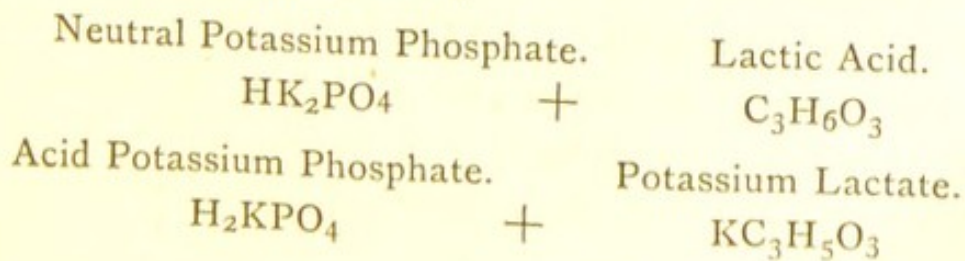 Neutral Potassium Phosphate. Lactic Acid.
HK₂PO4 + C₃H₆O₃
Acid Potassium Phosphate. Potassium Lactate.
H₂KPO₄ + KC₃H₅O₃